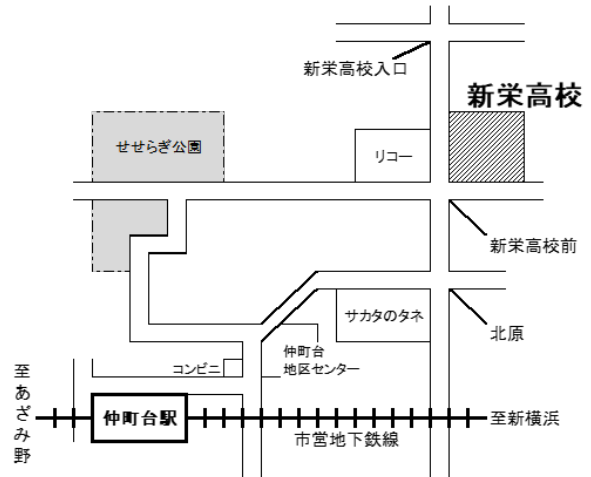 新栄高校入口
新栄高校
せせらぎ公園
リコー
新栄高校前
サカタのタネ
北原
仲町台
地区センター
コンビニ
至あざみ野
仲町台駅
至新横浜
市営地下鉄線